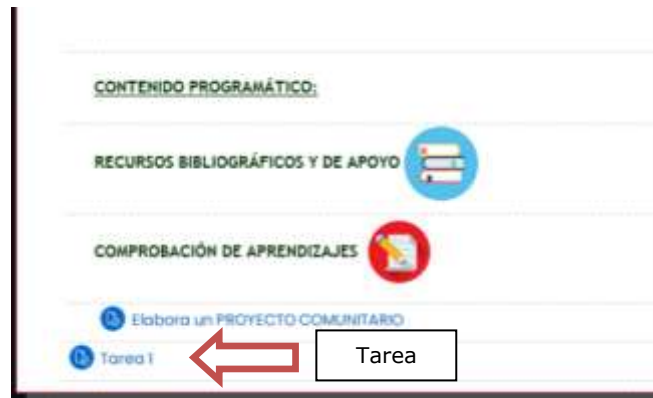 CONTENIDO PROGRAMÁTICO:
RECURSOS BIBLIOGRÁFICOS Y DE APOYO
COMPROBACIÓN DE APRENDIZAJES
Elabora un PROYECTO COMUNITARIO
Tarea 1 Tarea